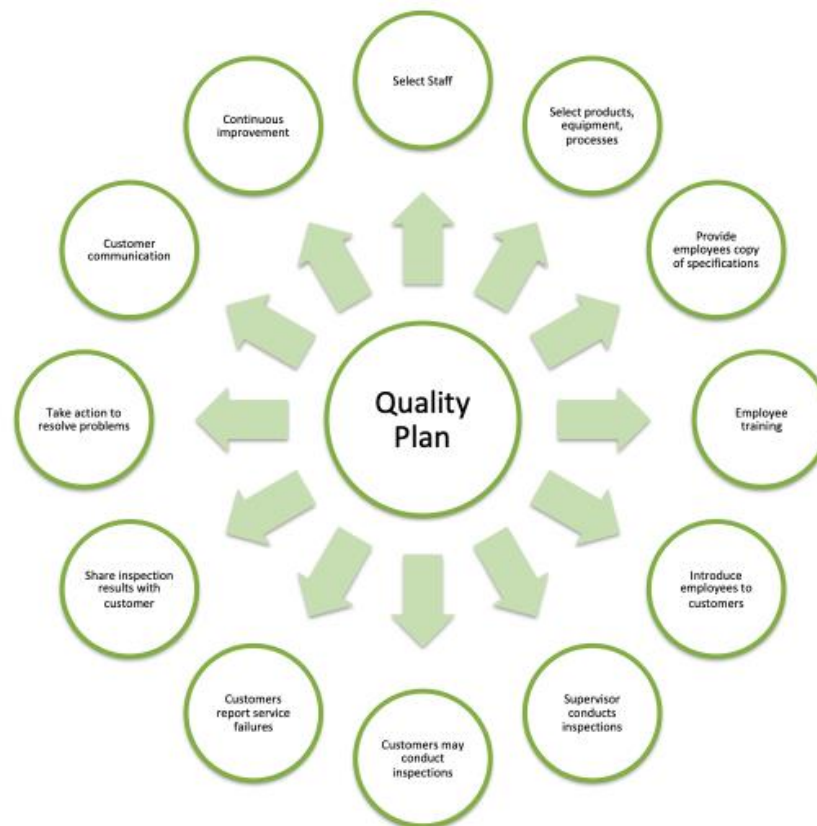 Select Staff
Select products,
equipment,
processes
Provide
employees copy
of specifications
Employee
training
Introduce
employees to
customers
Supervisor
conducts
inspections
Customers may
conduct
inspections
Customers
report service
failures
Share inspection
results with
customer
Take action to
resolve problems
Customer
communication
Continuous
improvement
Quality
Plan